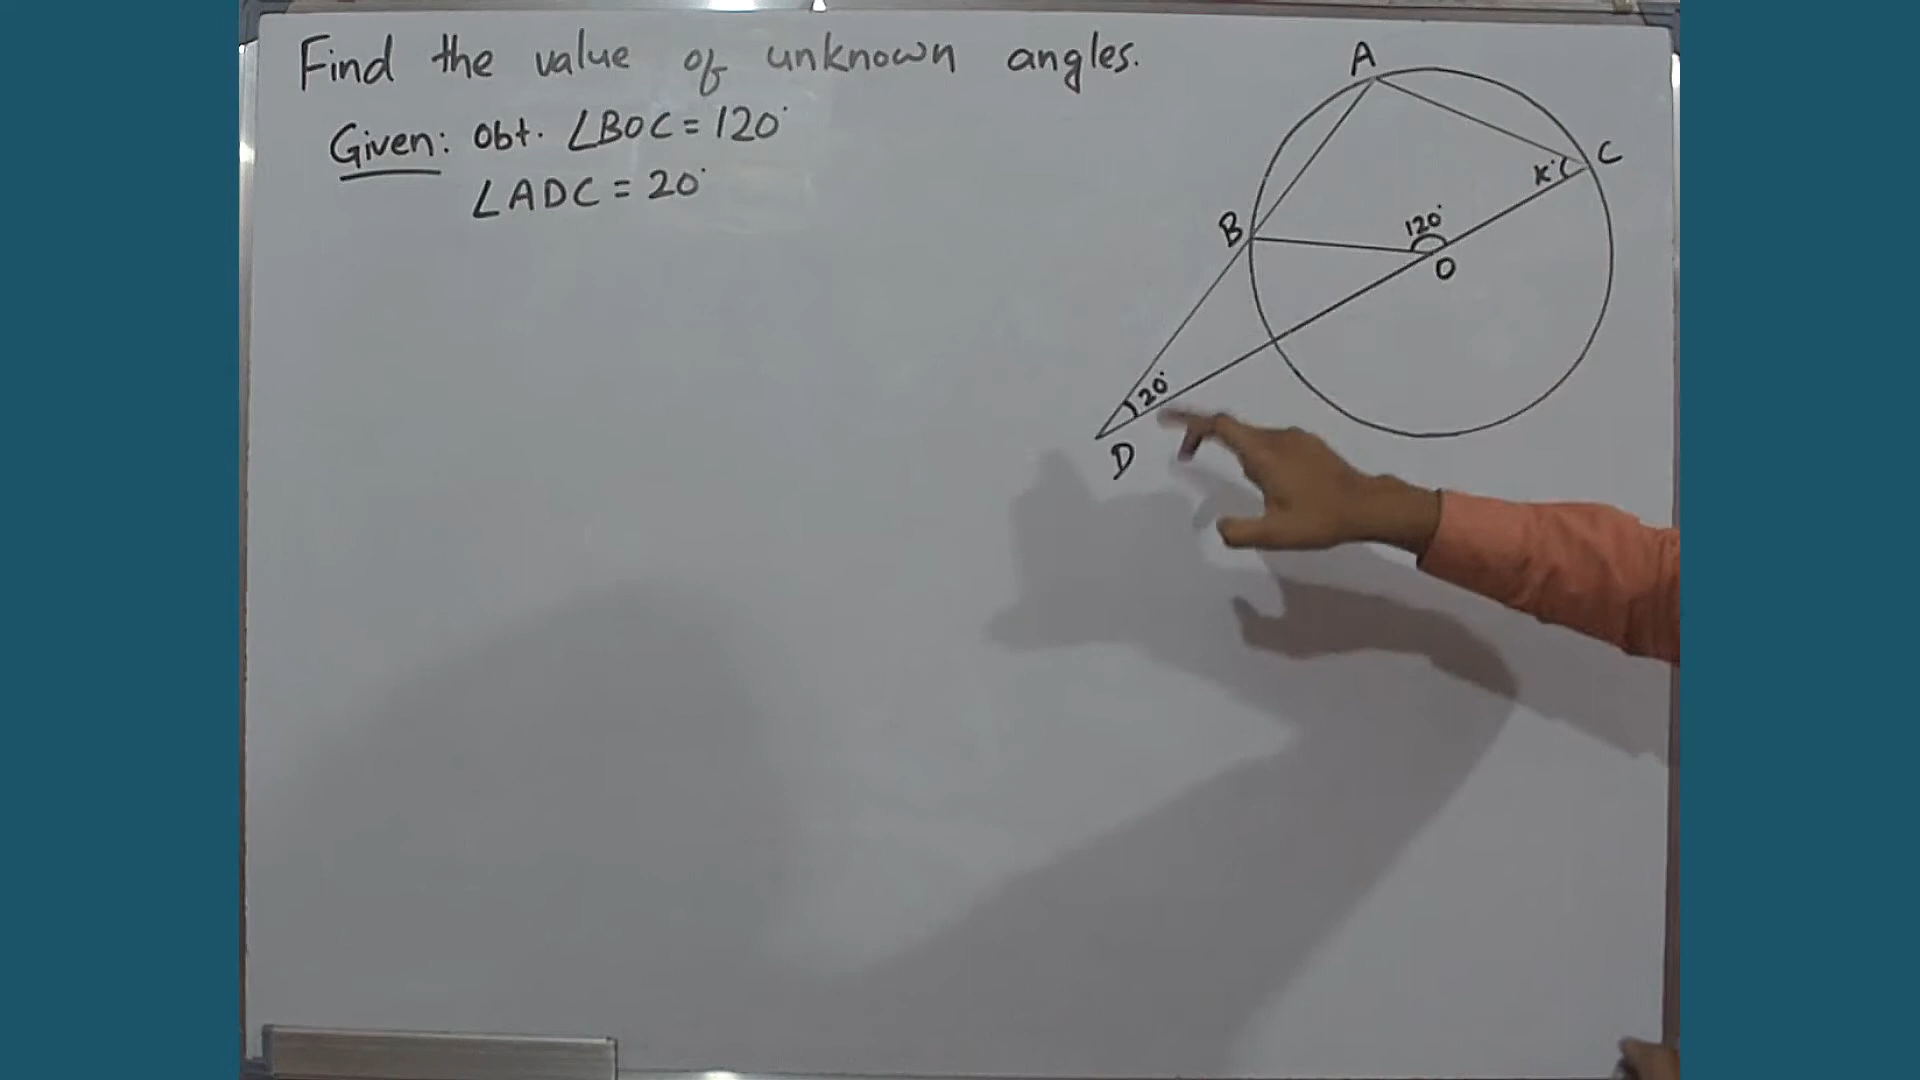 Find the value of unknown angles.
Given: Obt. ∠BOC = 120°
∠ADC = 20°
A
C
K°
B
120°
O
20°
D